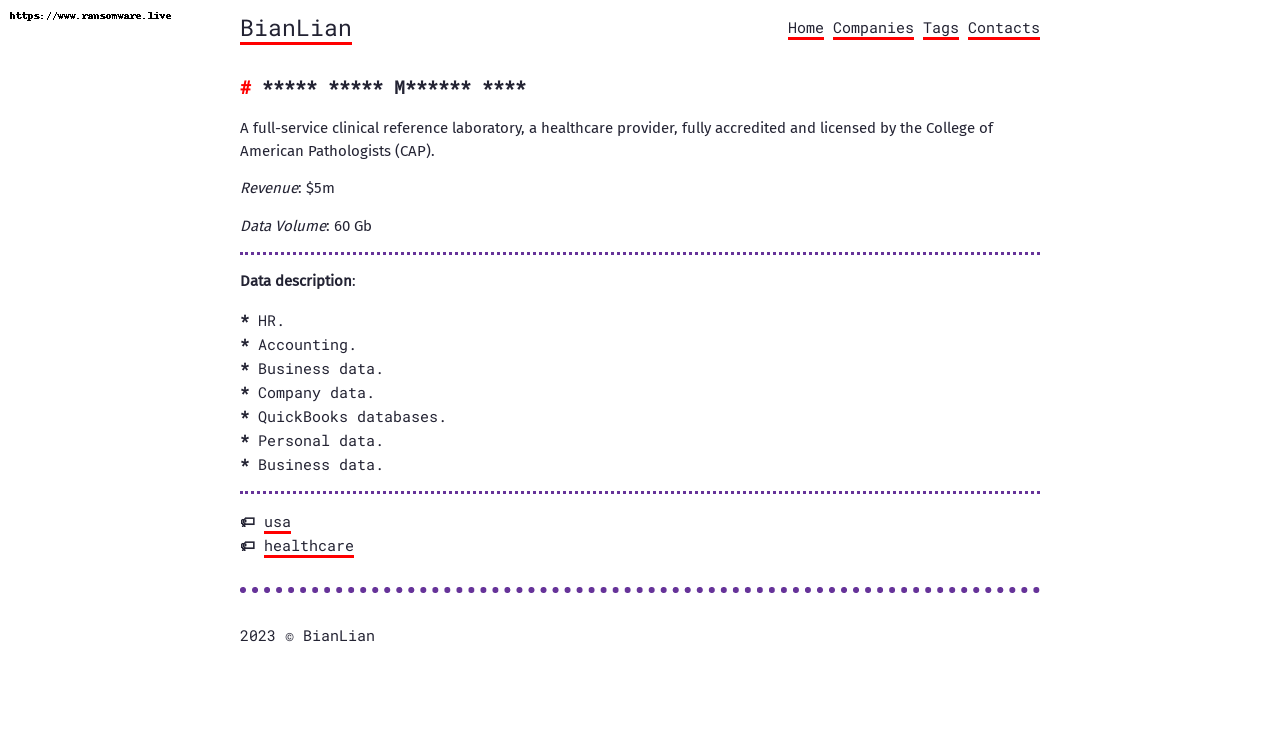 https://www.ransomware.live
BianLian
Home Companies Tags Contacts
# ***** ***** M****** ****
A full-service clinical reference laboratory, a healthcare provider, fully accredited and licensed by the College of
American Pathologists (CAP).
Revenue: $5m
Data Volume: 60 Gb
Data description:
* HR.
* Accounting.
* Business data.
* Company data.
* QuickBooks databases.
* Personal data.
* Business data.
usa
healthcare
2023 © BianLian